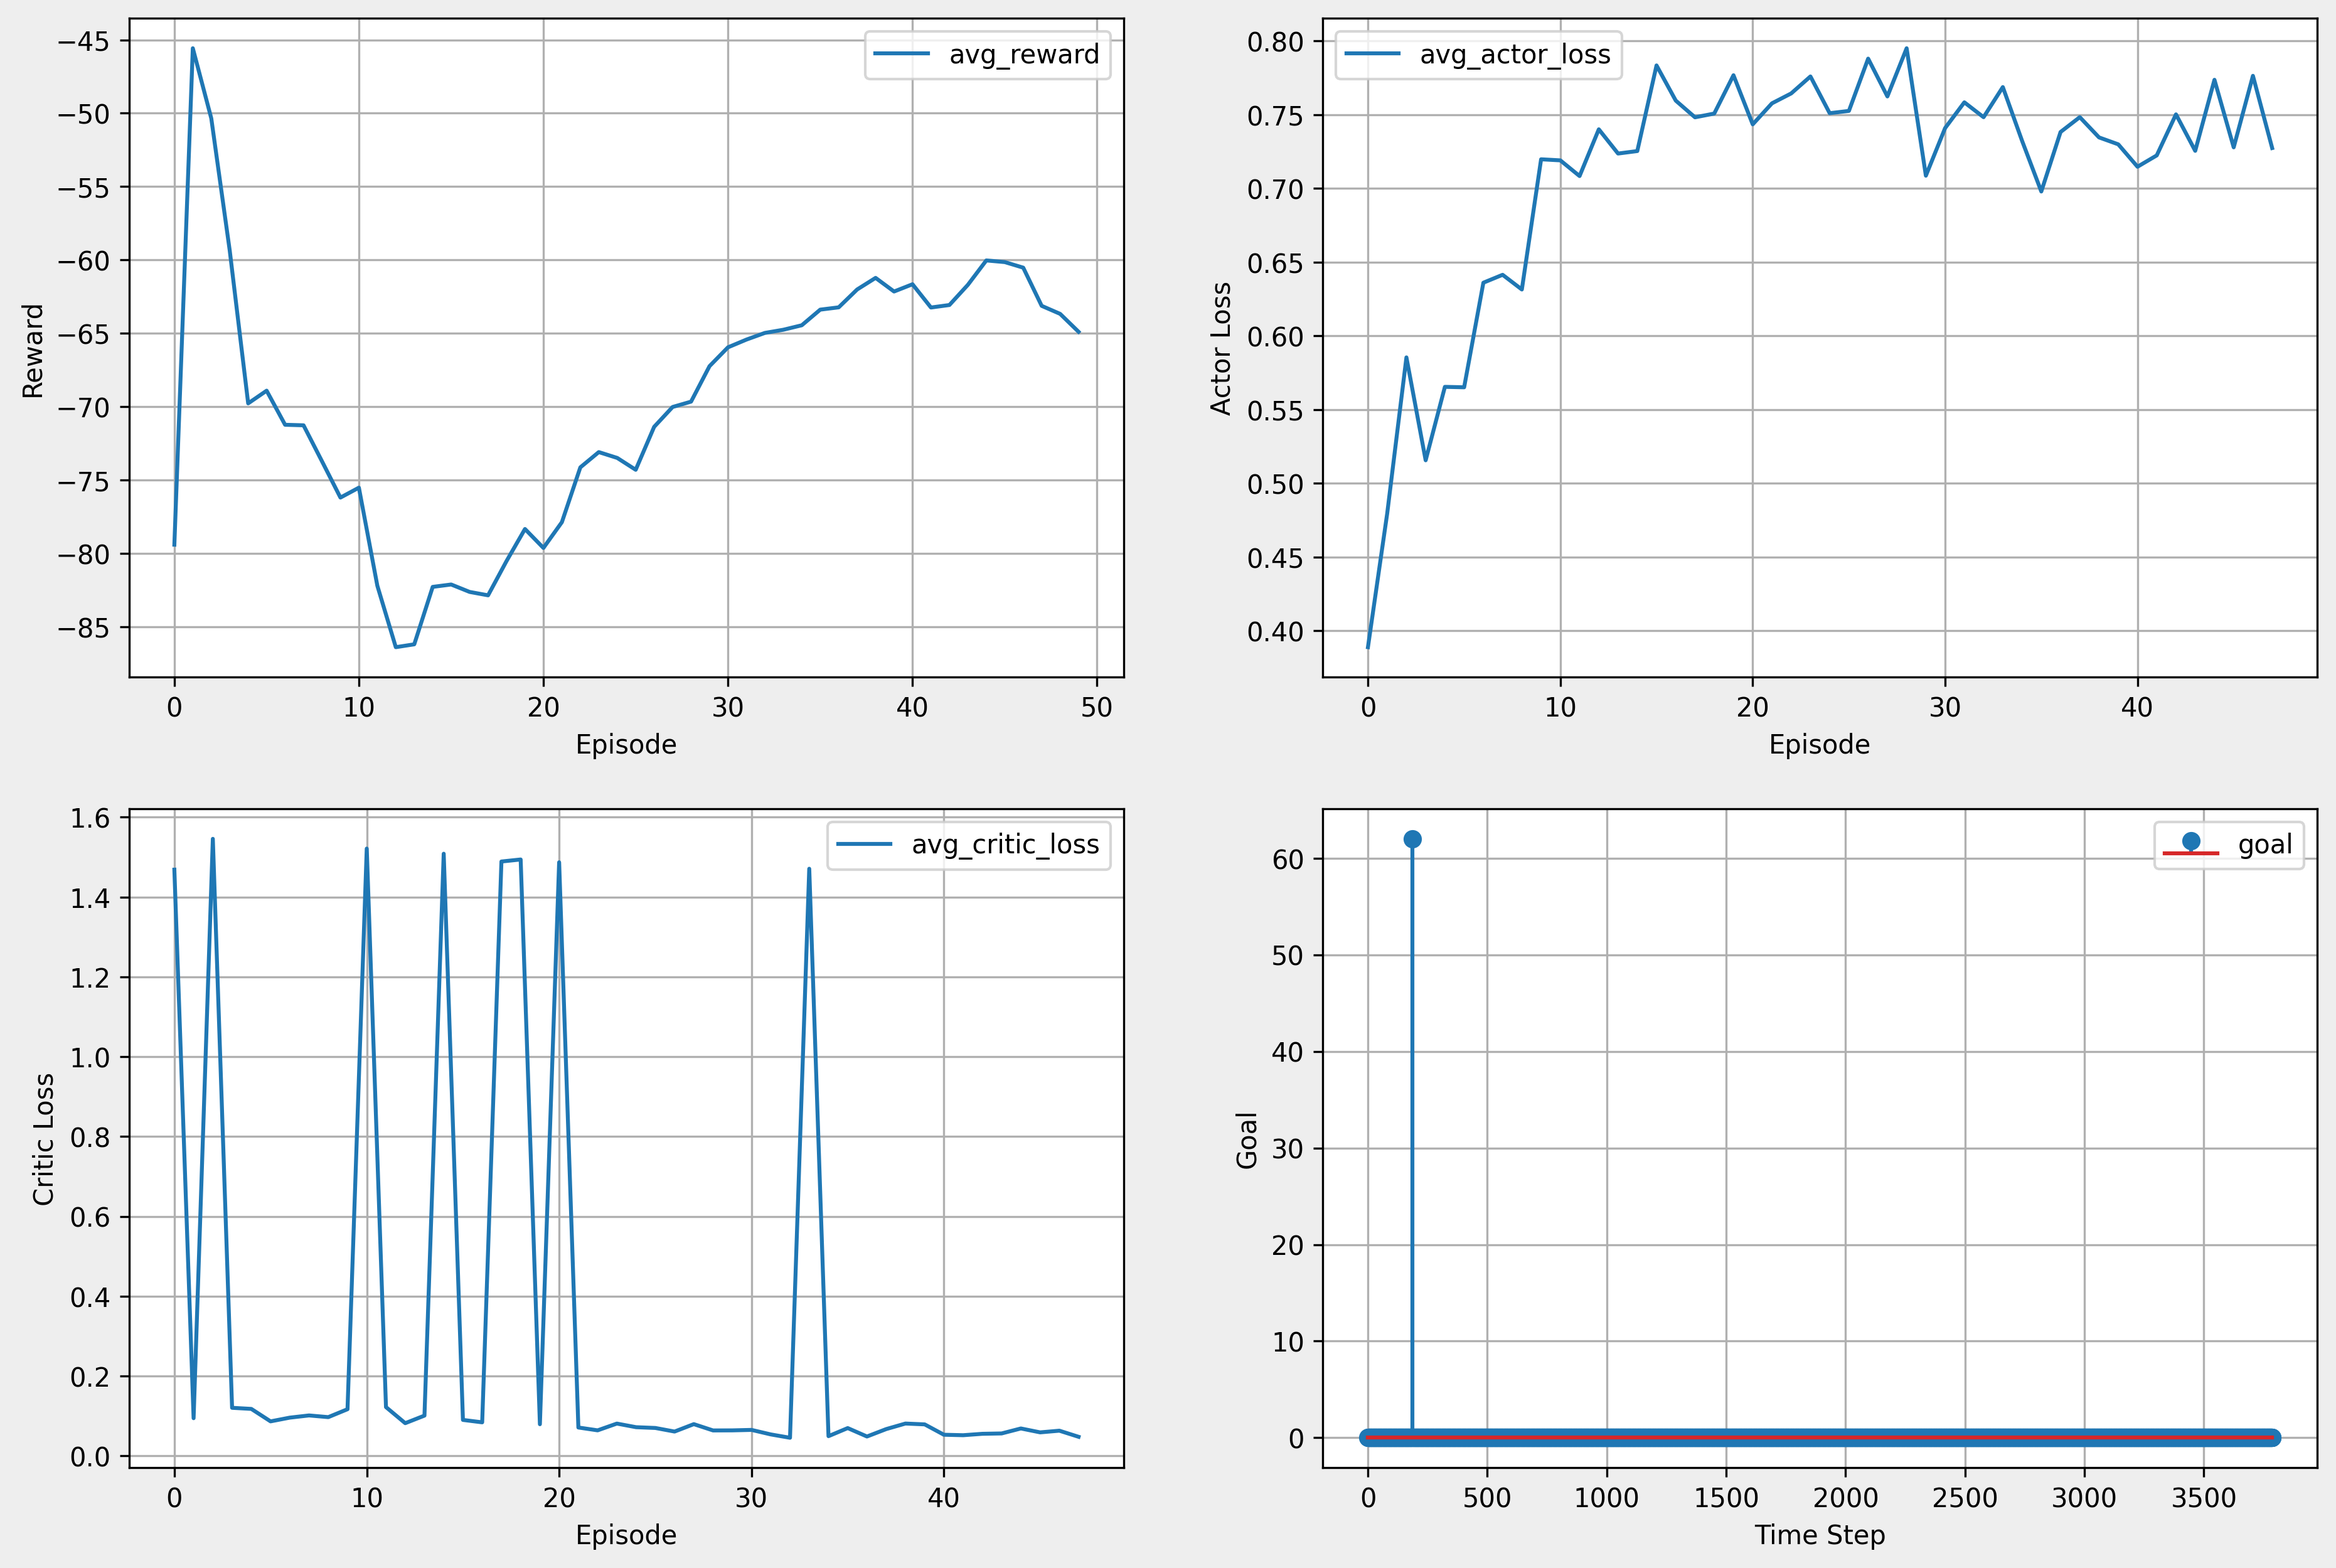 −45
−50
−55
−60
−65
−70
−75
−80
−85
Reward
avg_reward
0 10 20 30 40 50
Episode
0.80
0.75
0.70
0.65
0.60
0.55
0.50
0.45
0.40
Actor Loss
avg_actor_loss
0 10 20 30 40
Episode
1.6
1.4
1.2
1.0
0.8
0.6
0.4
0.2
0.0
Critic Loss
avg_critic_loss
0 10 20 30 40
Episode
60
50
40
30
20
10
0
Goal
goal
0 500 1000 1500 2000 2500 3000 3500
Time Step